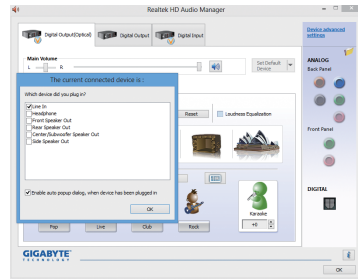 Realtek HD Audio Manager
Digital Output(Optical)
Digital Output
Digital Input
Device advanced settings
Main Volume
L
R
Set Default Device
ANALOG
Back Panel
The current connected device is :
Which device did you plug in?
Line In
Headphone
Front Speaker Out
Rear Speaker Out
Center/Subwoofer Speaker Out
Side Speaker Out
Enable auto popup dialog, when device has been plugged in
OK
Reset
Loudness Equalization
Front Panel
DIGITAL
Karaoke
+0
Pop
Live
Club
Rock
GIGABYTE
TECHNOLOGY
OK